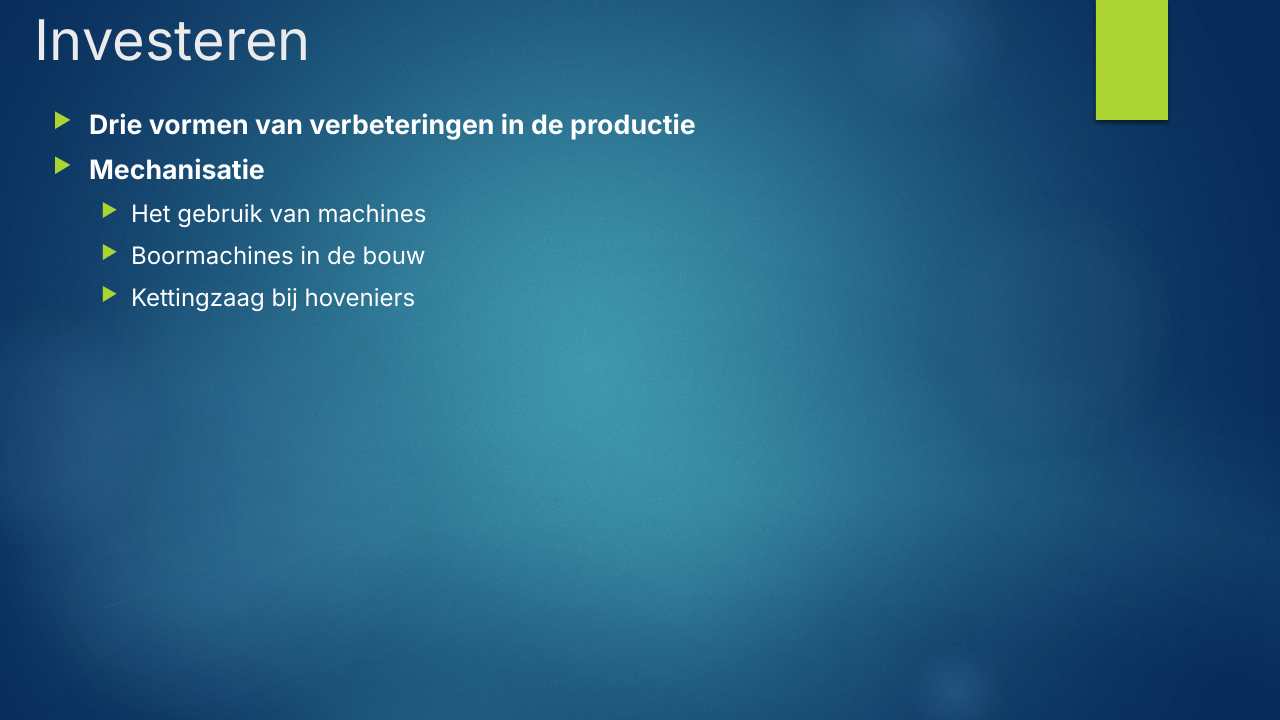 Investeren
Drie vormen van verbeteringen in de productie
Mechanisatie
Het gebruik van machines
Boormachines in de bouw
Kettingzaag bij hoveniers